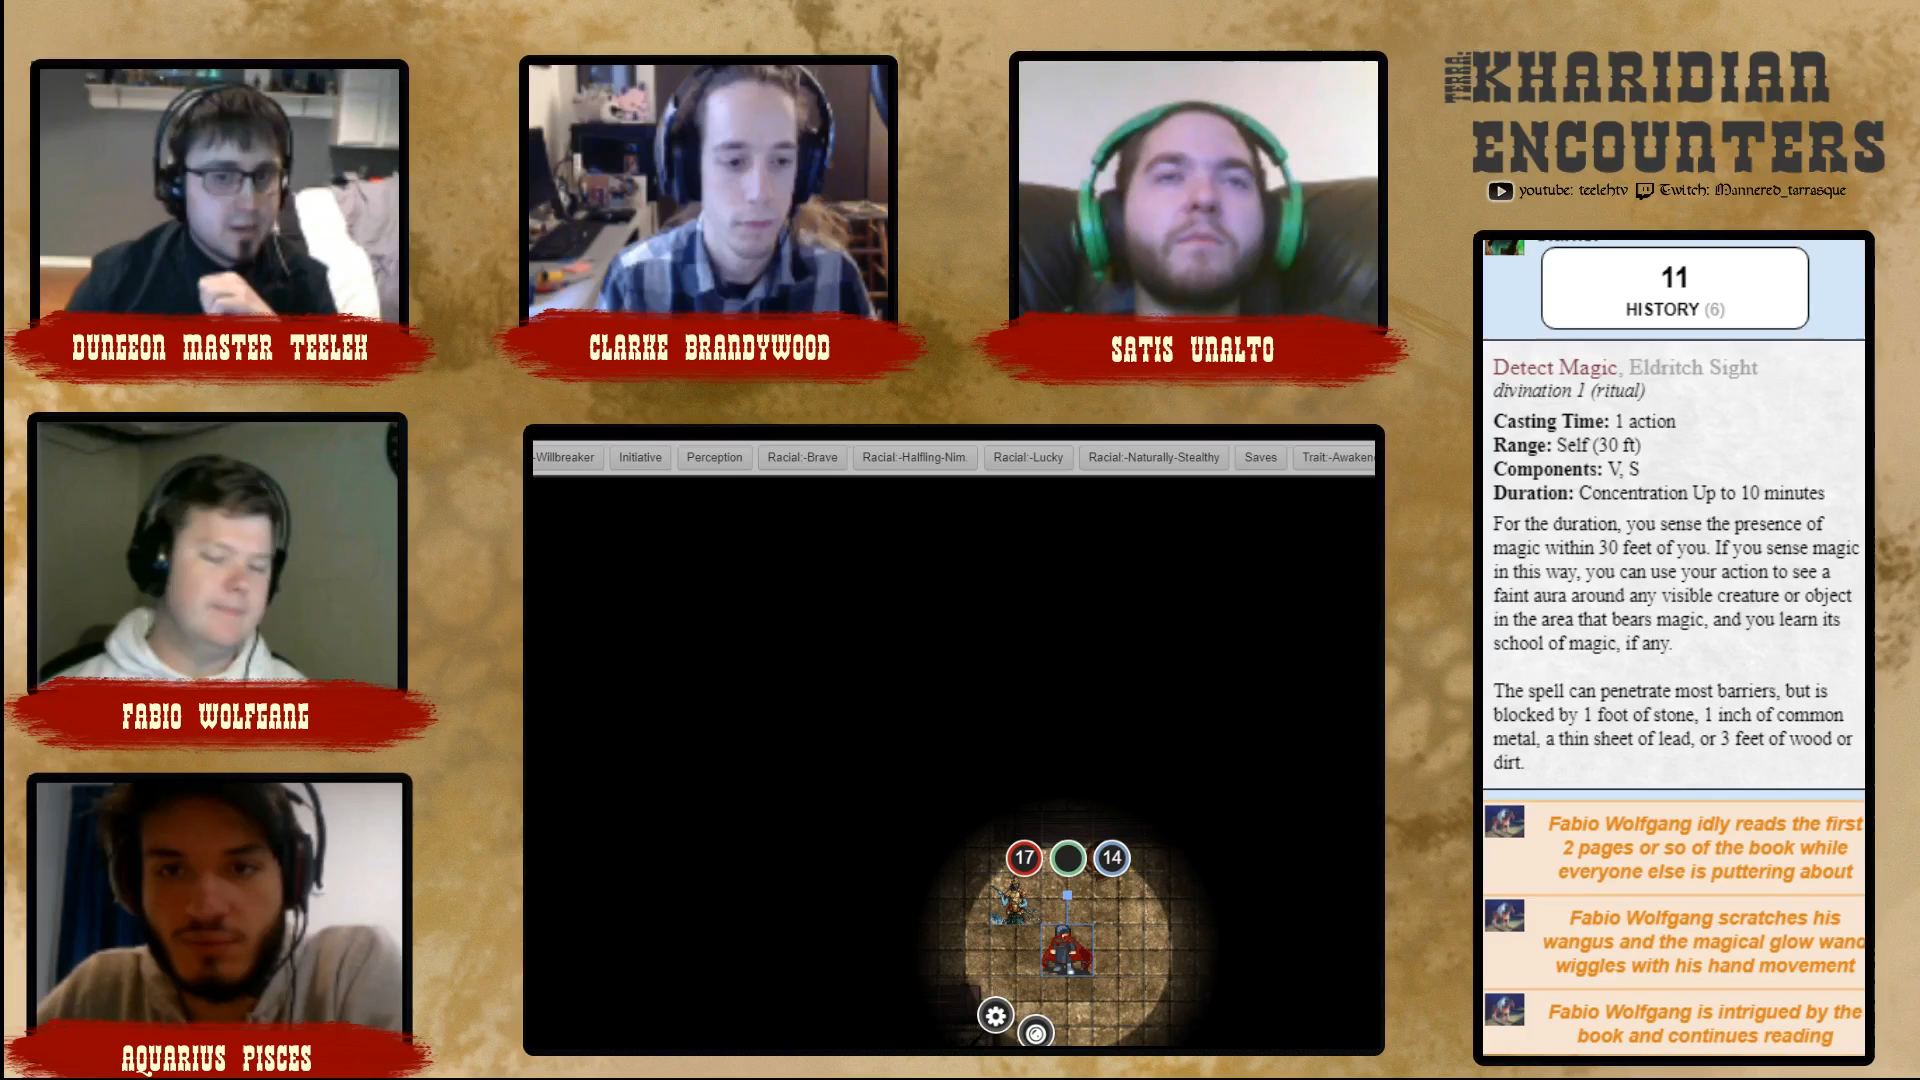 TERRA:
KHARIDIAN
ENCOUNTERS
youtube: teelehtv Twitch: Mannered_tarrasque
DUNGEON MASTER TEELEH
CLARKE BRANDYWOOD
SATIS UNALTO
FABIO WOLFGANG
AQUARIUS PISCES
-Willbreaker Initiative Perception Racial:-Brave Racial:-Halfling-Nim. Racial:-Lucky Racial:-Naturally-Stealthy Saves Trait:-Awaken
17 14
11
HISTORY (6)
Detect Magic, Eldritch Sight
divination 1 (ritual)
Casting Time: 1 action
Range: Self (30 ft)
Components: V, S
Duration: Concentration Up to 10 minutes
For the duration, you sense the presence of
magic within 30 feet of you. If you sense magic
in this way, you can use your action to see a
faint aura around any visible creature or object
in the area that bears magic, and you learn its
school of magic, if any.
The spell can penetrate most barriers, but is
blocked by 1 foot of stone, 1 inch of common
metal, a thin sheet of lead, or 3 feet of wood or
dirt.
Fabio Wolfgang idly reads the first
2 pages or so of the book while
everyone else is puttering about
Fabio Wolfgang scratches his
wangus and the magical glow wand
wiggles with his hand movement
Fabio Wolfgang is intrigued by the
book and continues reading